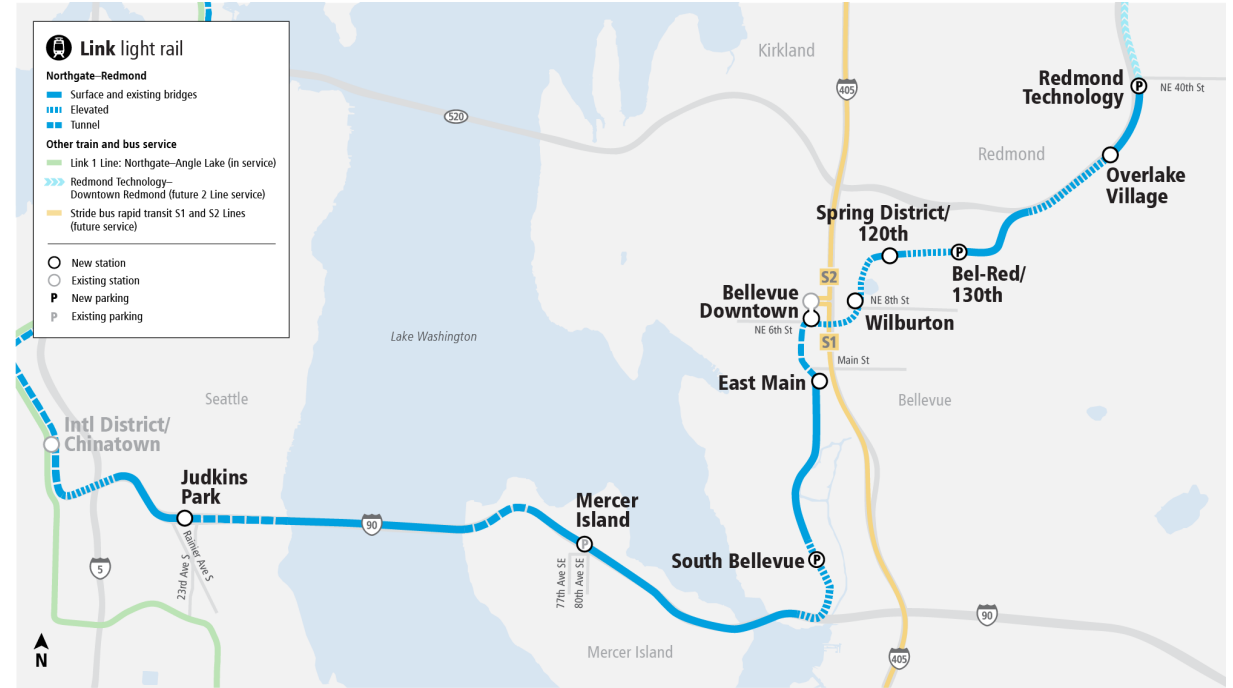 Link light rail
Northgate–Redmond
Surface and existing bridges
Elevated
Tunnel
Other train and bus service
Link 1 Line: Northgate–Angle Lake (in service)
Redmond Technology–
Downtown Redmond (future 2 Line service)
Stride bus rapid transit S1 and S2 Lines
(future service)
New station
Existing station
P New parking
P Existing parking
Kirkland
405
520
Redmond
Technology
P
NE 40th St
Redmond
Overlake
Village
Spring District/
120th
P
Bel-Red/
130th
S2
Bellevue
Downtown
NE 8th St
Wilburton
NE 6th St
S1
Main St
Lake Washington
East Main
Bellevue
Seattle
Intl District/
Chinatown
Judkins
Park
Mercer
Island
P
90
Rainier Ave S
23rd Ave S
5
77th Ave SE
80th Ave SE
South Bellevue
P
90
Mercer Island
405
N